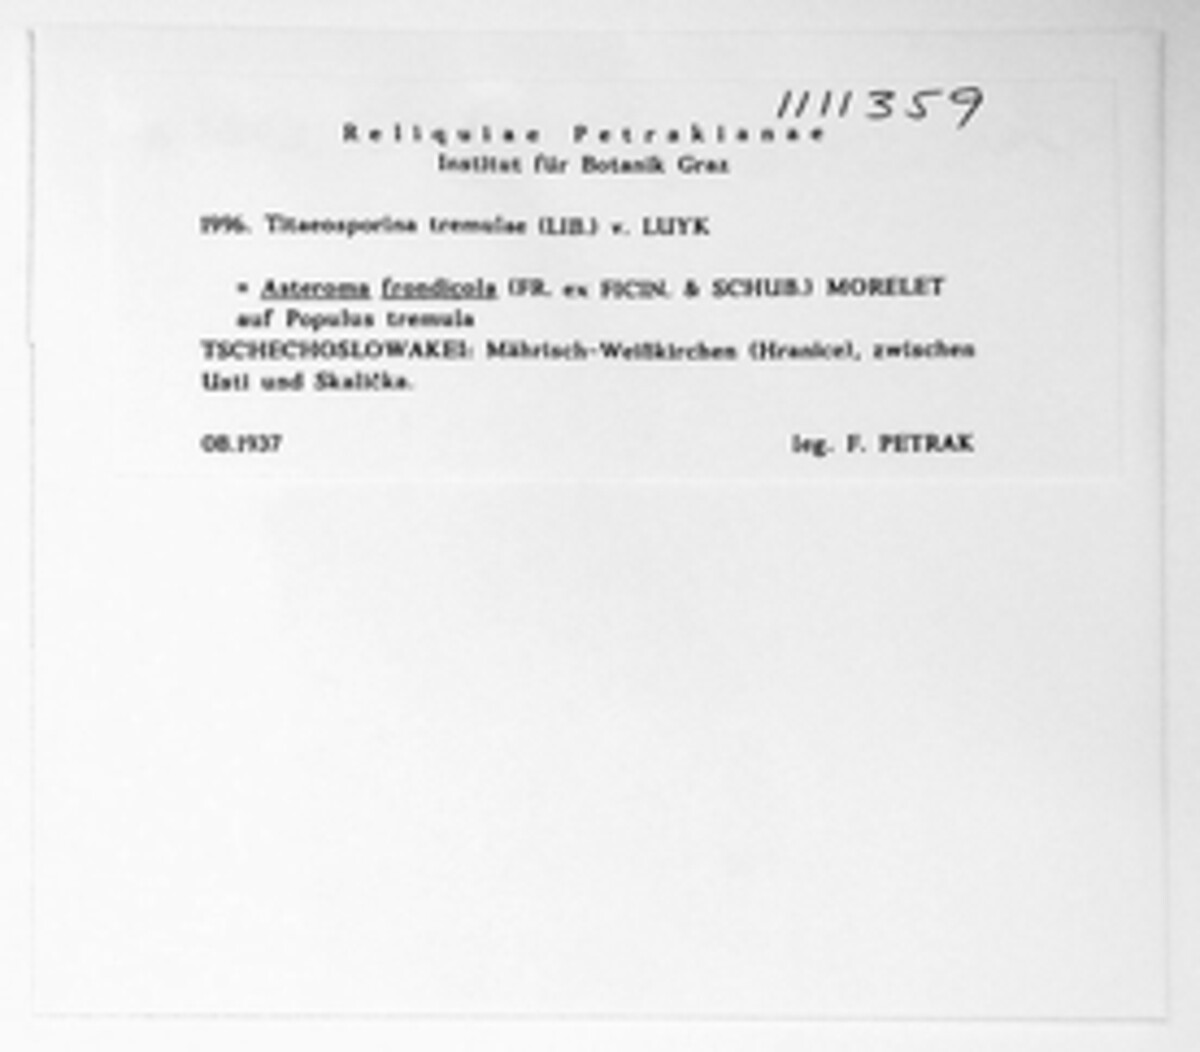 1111359
Reliquiae Petrakianae
Institut für Botanik Graz
1996. Titaeosporina tremulae (LIB.) v. LUYK
= Asteroma frondicola (FR. ex FICIN. & SCHUB.) MORELET
auf Populus tremula
TSCHECHOSLOWAKEI: Mährisch-Weißkirchen (Hranice), zwischen
Usti und Skalička.
08.1937 leg. F. PETRAK